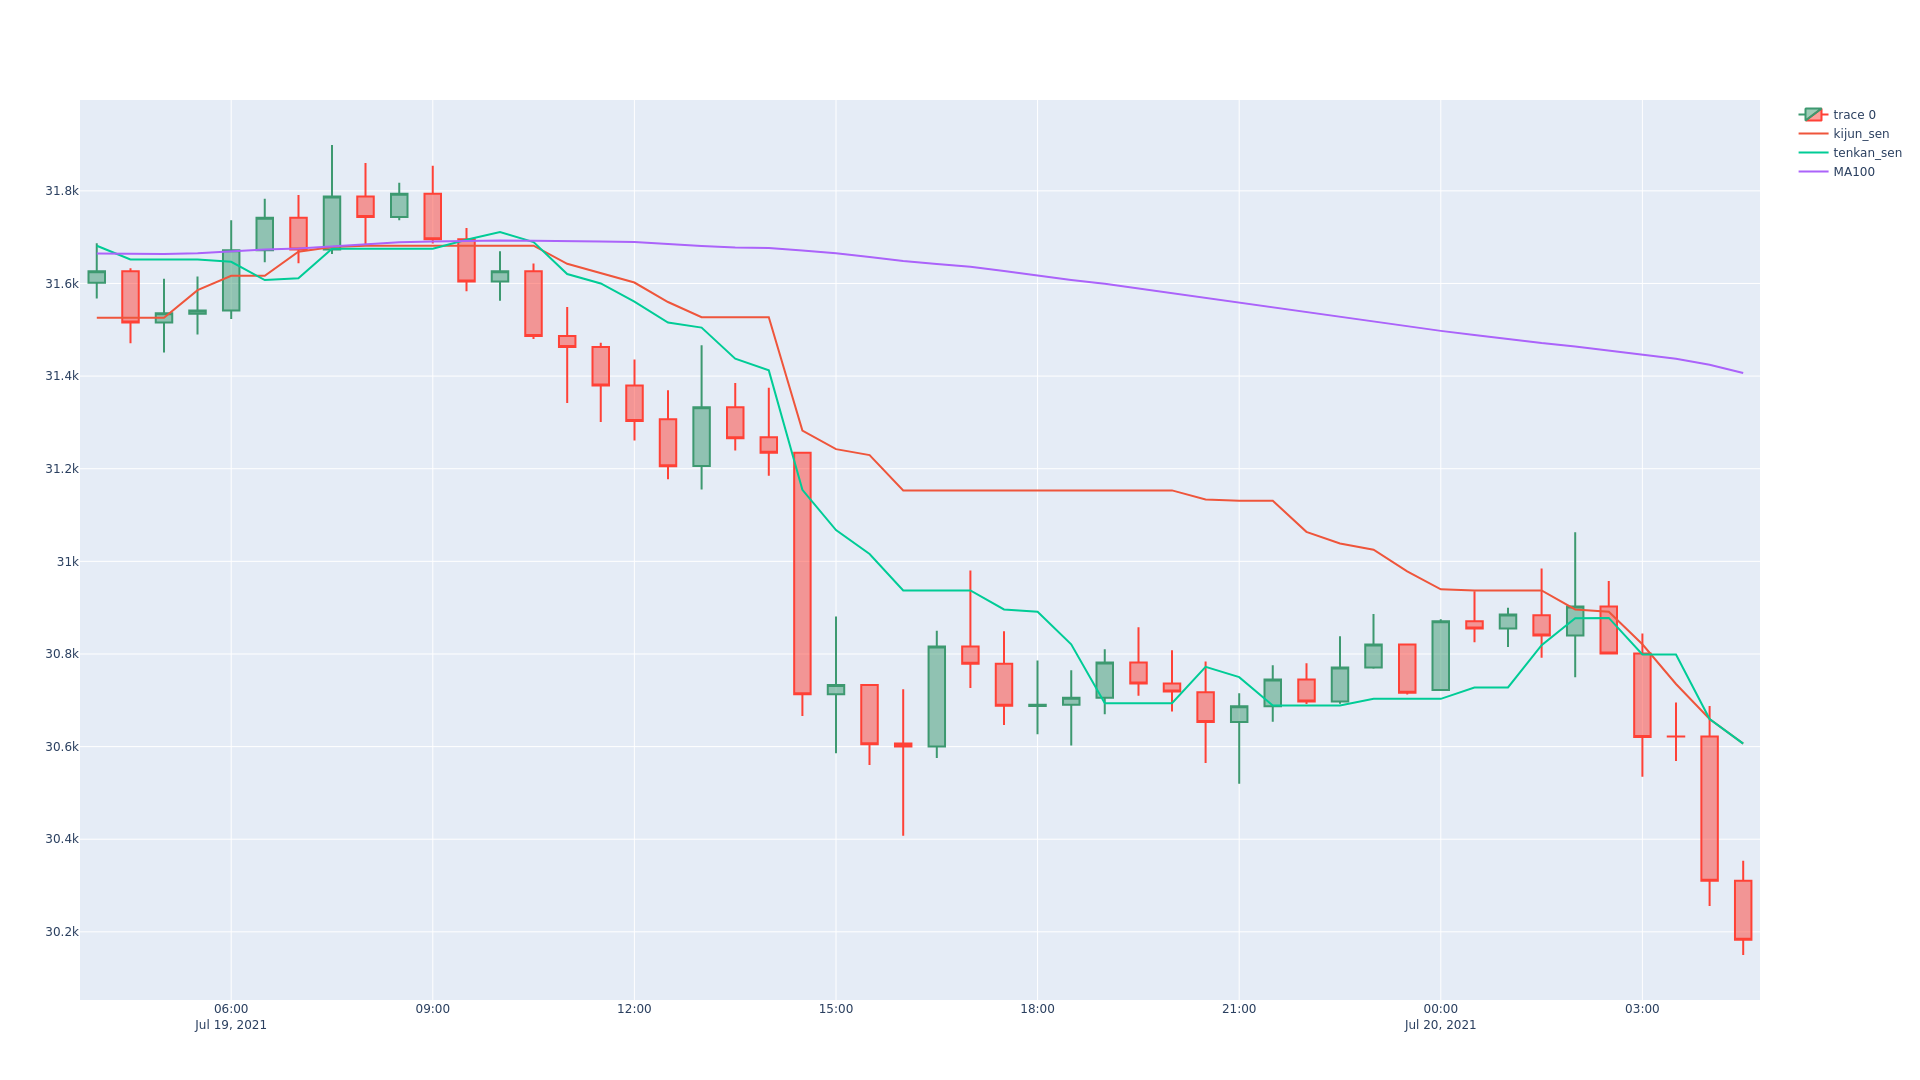 trace 0
kijun_sen
tenkan_sen
MA100
31.8k
31.6k
31.4k
31.2k
31k
30.8k
30.6k
30.4k
30.2k
06:00 09:00 12:00 15:00 18:00 21:00 00:00 03:00
Jul 19, 2021 Jul 20, 2021